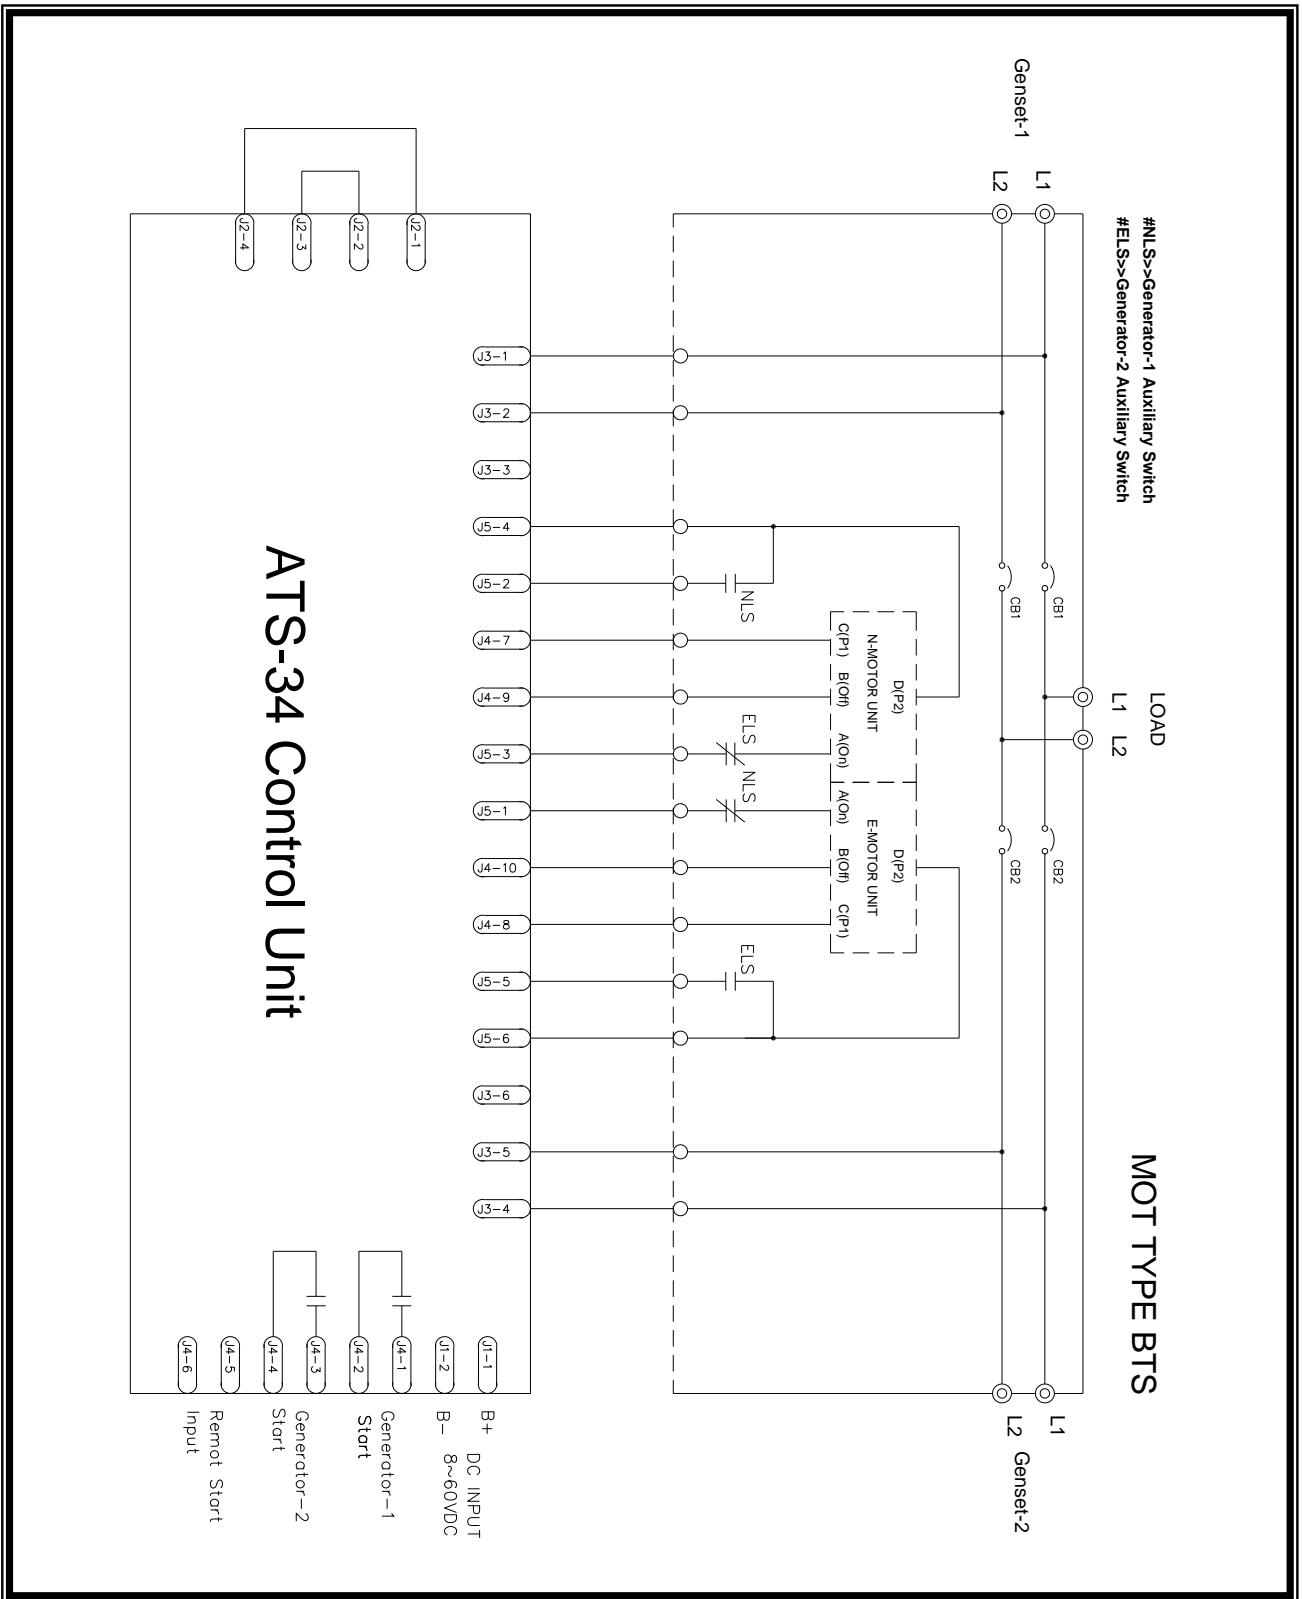 MOT TYPE BTS
LOAD
L1 L2
#NLS>>Generator-1 Auxiliary Switch
#ELS>>Generator-2 Auxiliary Switch
Genset-1
L1
L2
CB1
CB1
CB2
CB2
L1
L2
Genset-2
D(P2)
N-MOTOR UNIT
C(P1)
B(Off)
A(On)
D(P2)
E-MOTOR UNIT
A(On)
B(Off)
C(P1)
NLS
ELS
NLS
ELS
J3-1
J3-2
J3-3
J5-4
J5-2
J4-7
J4-9
J5-3
J5-1
J4-10
J4-8
J5-5
J5-6
J3-6
J3-5
J3-4
J2-1
J2-2
J2-3
J2-4
ATS-34 Control Unit
J1-1
B+
J1-2
B-
DC INPUT
8~60VDC
J4-1
J4-2
Generator-1
Start
J4-3
J4-4
Generator-2
Start
J4-5
J4-6
Remot Start
Input